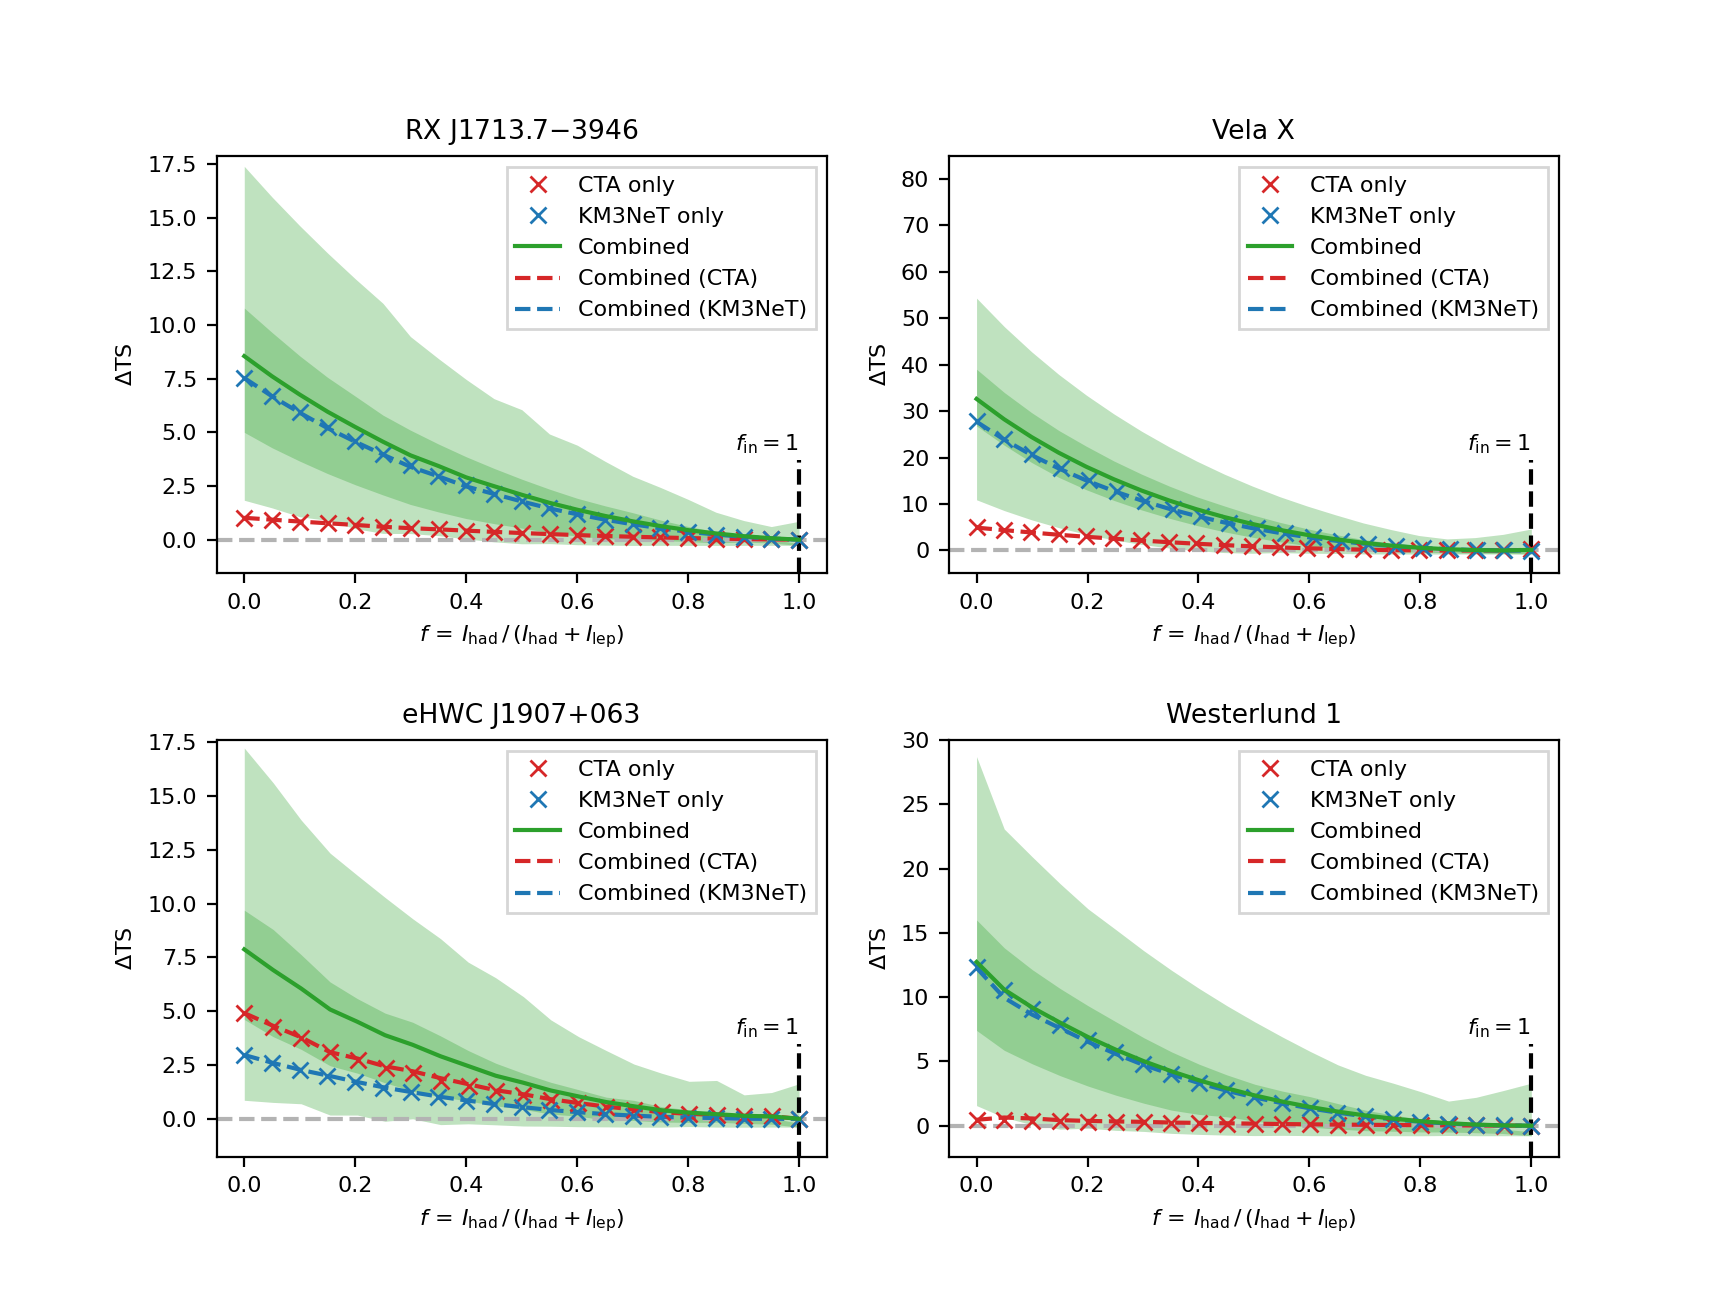 RX J1713.7−3946
17.5
15.0
12.5
10.0
7.5
5.0
2.5
0.0
ΔTS
CTA only
KM3NeT only
Combined
Combined (CTA)
Combined (KM3NeT)
f_in = 1
0.0 0.2 0.4 0.6 0.8 1.0
f = I_had / (I_had + I_lep)
Vela X
80
70
60
50
40
30
20
10
0
ΔTS
CTA only
KM3NeT only
Combined
Combined (CTA)
Combined (KM3NeT)
f_in = 1
0.0 0.2 0.4 0.6 0.8 1.0
f = I_had / (I_had + I_lep)
eHWC J1907+063
17.5
15.0
12.5
10.0
7.5
5.0
2.5
0.0
ΔTS
CTA only
KM3NeT only
Combined
Combined (CTA)
Combined (KM3NeT)
f_in = 1
0.0 0.2 0.4 0.6 0.8 1.0
f = I_had / (I_had + I_lep)
Westerlund 1
30
25
20
15
10
5
0
ΔTS
CTA only
KM3NeT only
Combined
Combined (CTA)
Combined (KM3NeT)
f_in = 1
0.0 0.2 0.4 0.6 0.8 1.0
f = I_had / (I_had + I_lep)